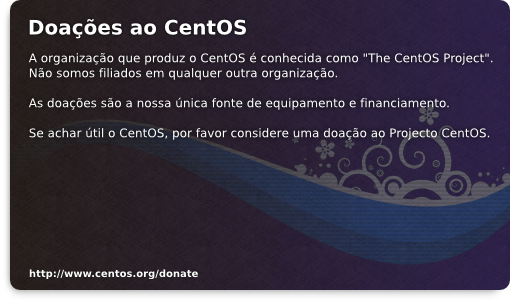 Doações ao CentOS
A organização que produz o CentOS é conhecida como "The CentOS Project".
Não somos filiados em qualquer outra organização.
As doações são a nossa única fonte de equipamento e financiamento.
Se achar útil o CentOS, por favor considere uma doação ao Projecto CentOS.
http://www.centos.org/donate